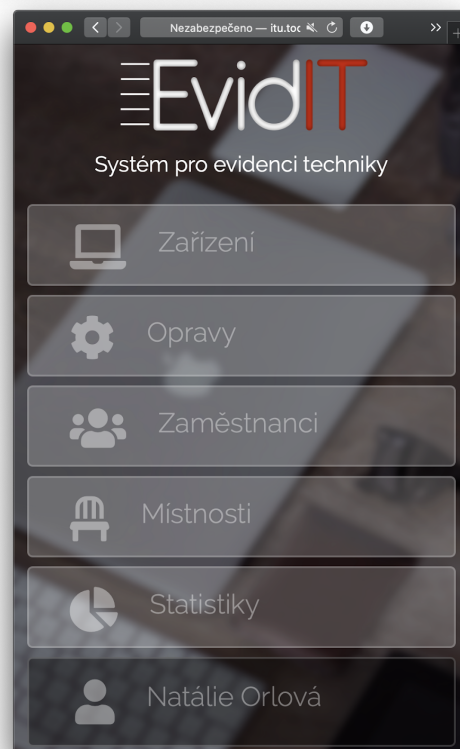 Nezabezpečeno — itu.toc
EvidIT
Systém pro evidenci techniky
Zařízení
Opravy
Zaměstnanci
Místnosti
Statistiky
Natálie Orlová